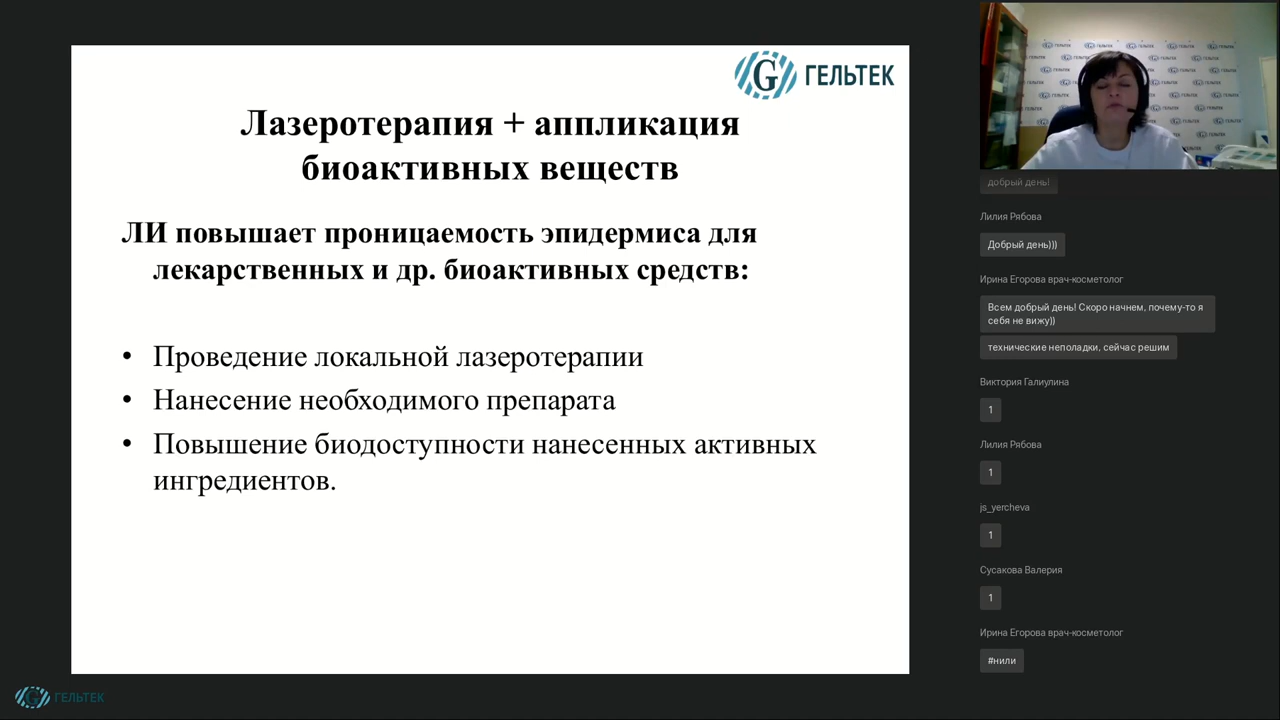 ГЕЛЬТЕК
Лазеротерапия + аппликация
биоактивных веществ
ЛИ повышает проницаемость эпидермиса для
лекарственных и др. биоактивных средств:
• Проведение локальной лазеротерапии
• Нанесение необходимого препарата
• Повышение биодоступности нанесенных активных
ингредиентов.
добрый день!
Лилия Рябова
Добрый день)))
Ирина Егорова врач-косметолог
Всем добрый день! Скоро начнем, почему-то я
себя не вижу))
технические неполадки, сейчас решим
Виктория Галиулина
1
Лилия Рябова
1
js_yercheva
1
Сусакова Валерия
1
Ирина Егорова врач-косметолог
#нили
ГЕЛЬТЕК